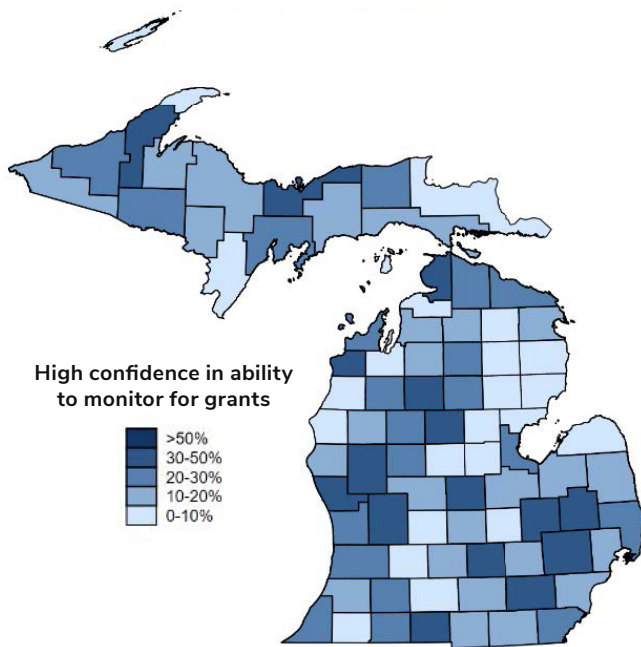 High confidence in ability
to monitor for grants
>50%
30-50%
20-30%
10-20%
0-10%